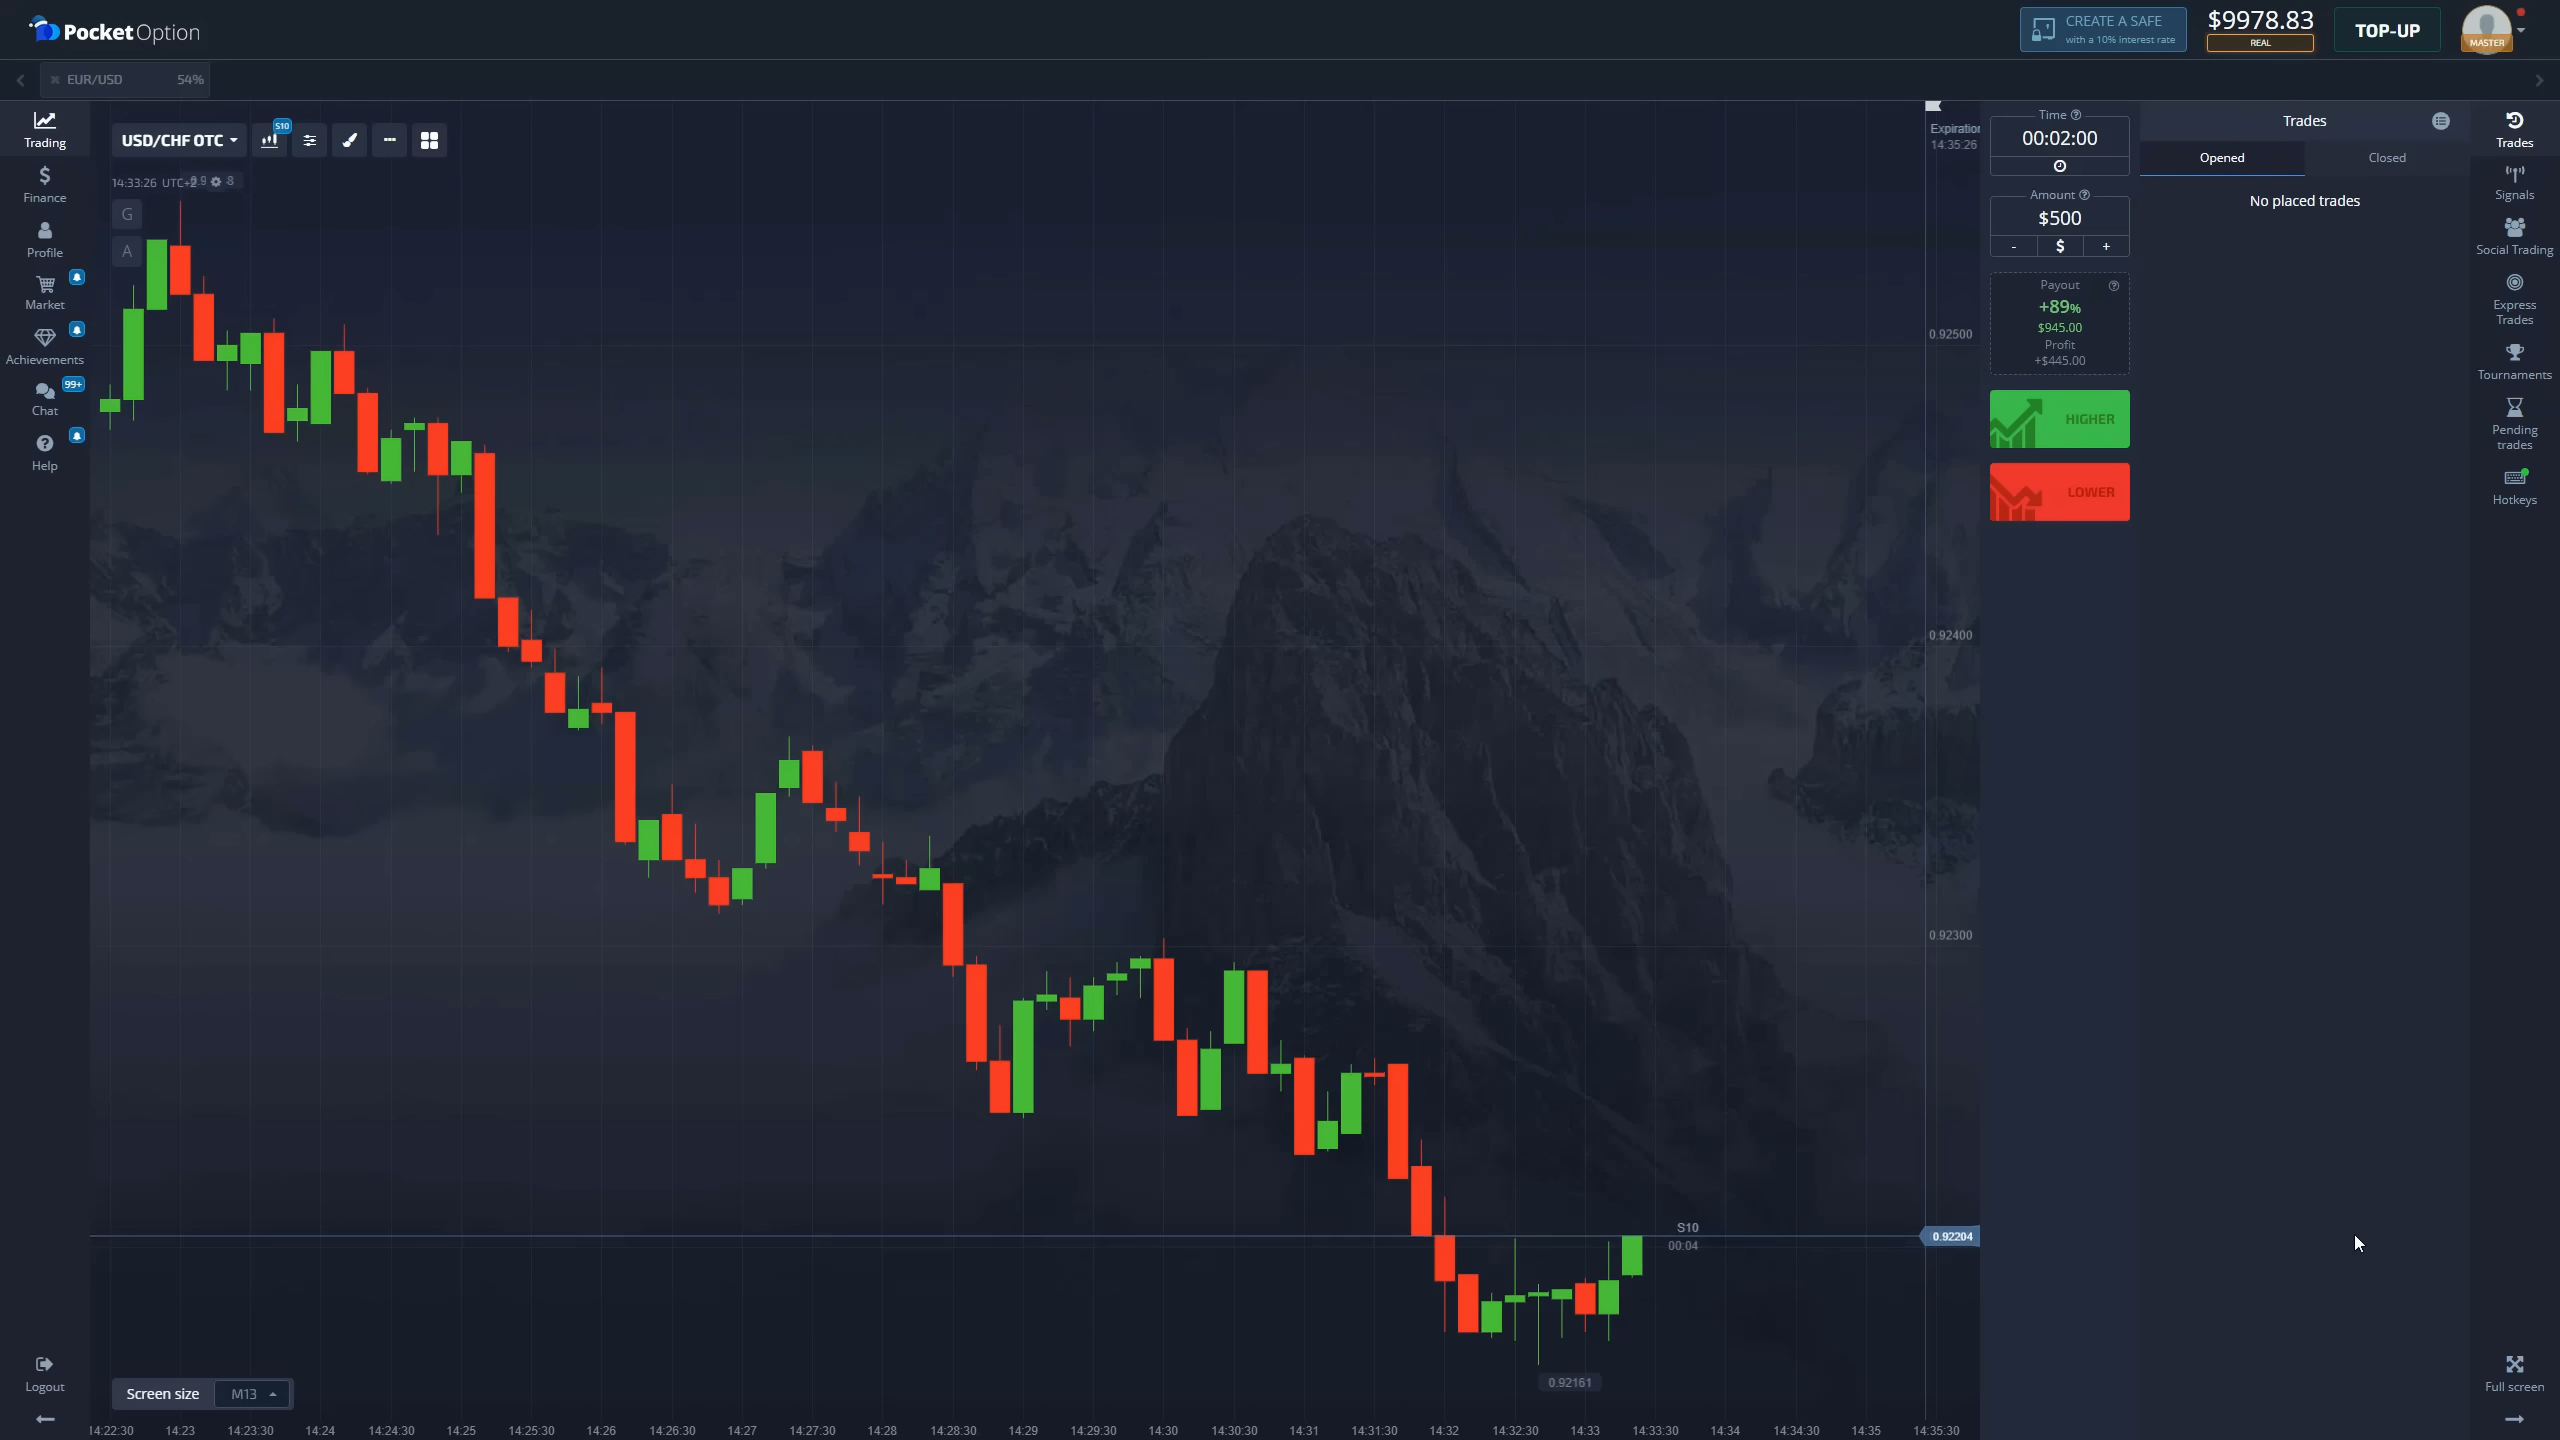 PocketOption
CREATE A SAFE
with a 10% interest rate
$9978.83
REAL
TOP-UP
MASTER
EUR/USD 54%
Trading
Finance
Profile
Market
Achievements
99+
Chat
Help
Logout
USD/CHF OTC
S10
14:33:26 UTC+2
G
A
Expiration
14:35:26
0.92500
0.92400
0.92300
0.92204
S10
00:04
0.92161
Screen size M13
14:22:30 14:23 14:23:30 14:24 14:24:30 14:25 14:25:30 14:26 14:26:30 14:27 14:27:30 14:28 14:28:30 14:29 14:29:30 14:30 14:30:30 14:31 14:31:30 14:32 14:32:30 14:33 14:33:30 14:34 14:34:30 14:35 14:35:30
Time
00:02:00
Amount
$500
- $ +
Payout
+89%
$945.00
Profit
+$445.00
HIGHER
LOWER
Trades
Opened Closed
No placed trades
Trades
Signals
Social Trading
Express
Trades
Tournaments
Pending
trades
Hotkeys
Full screen